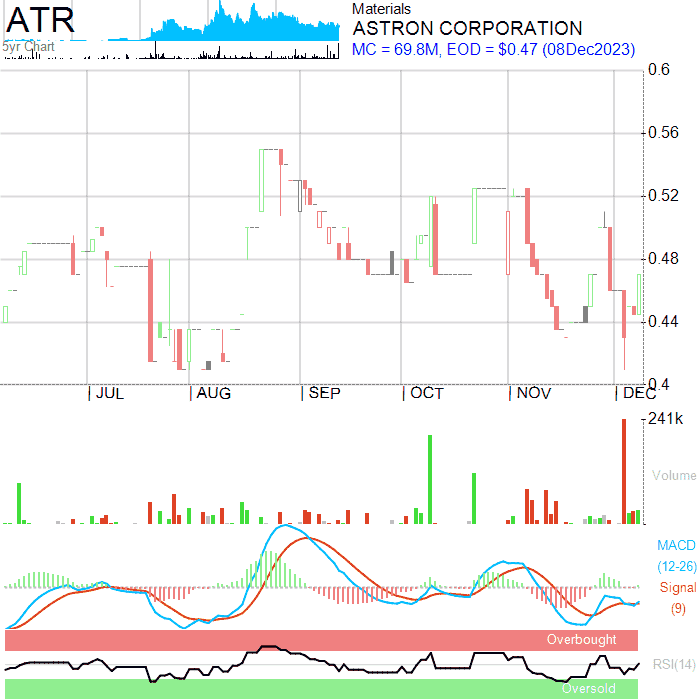 ATR
5yr Chart
Materials
ASTRON CORPORATION
MC = 69.8M, EOD = $0.47 (08Dec2023)
0.6
0.56
0.52
0.48
0.44
0.4
JUL AUG SEP OCT NOV DEC
241k
Volume
MACD
(12-26)
Signal
(9)
Overbought
RSI(14)
Oversold